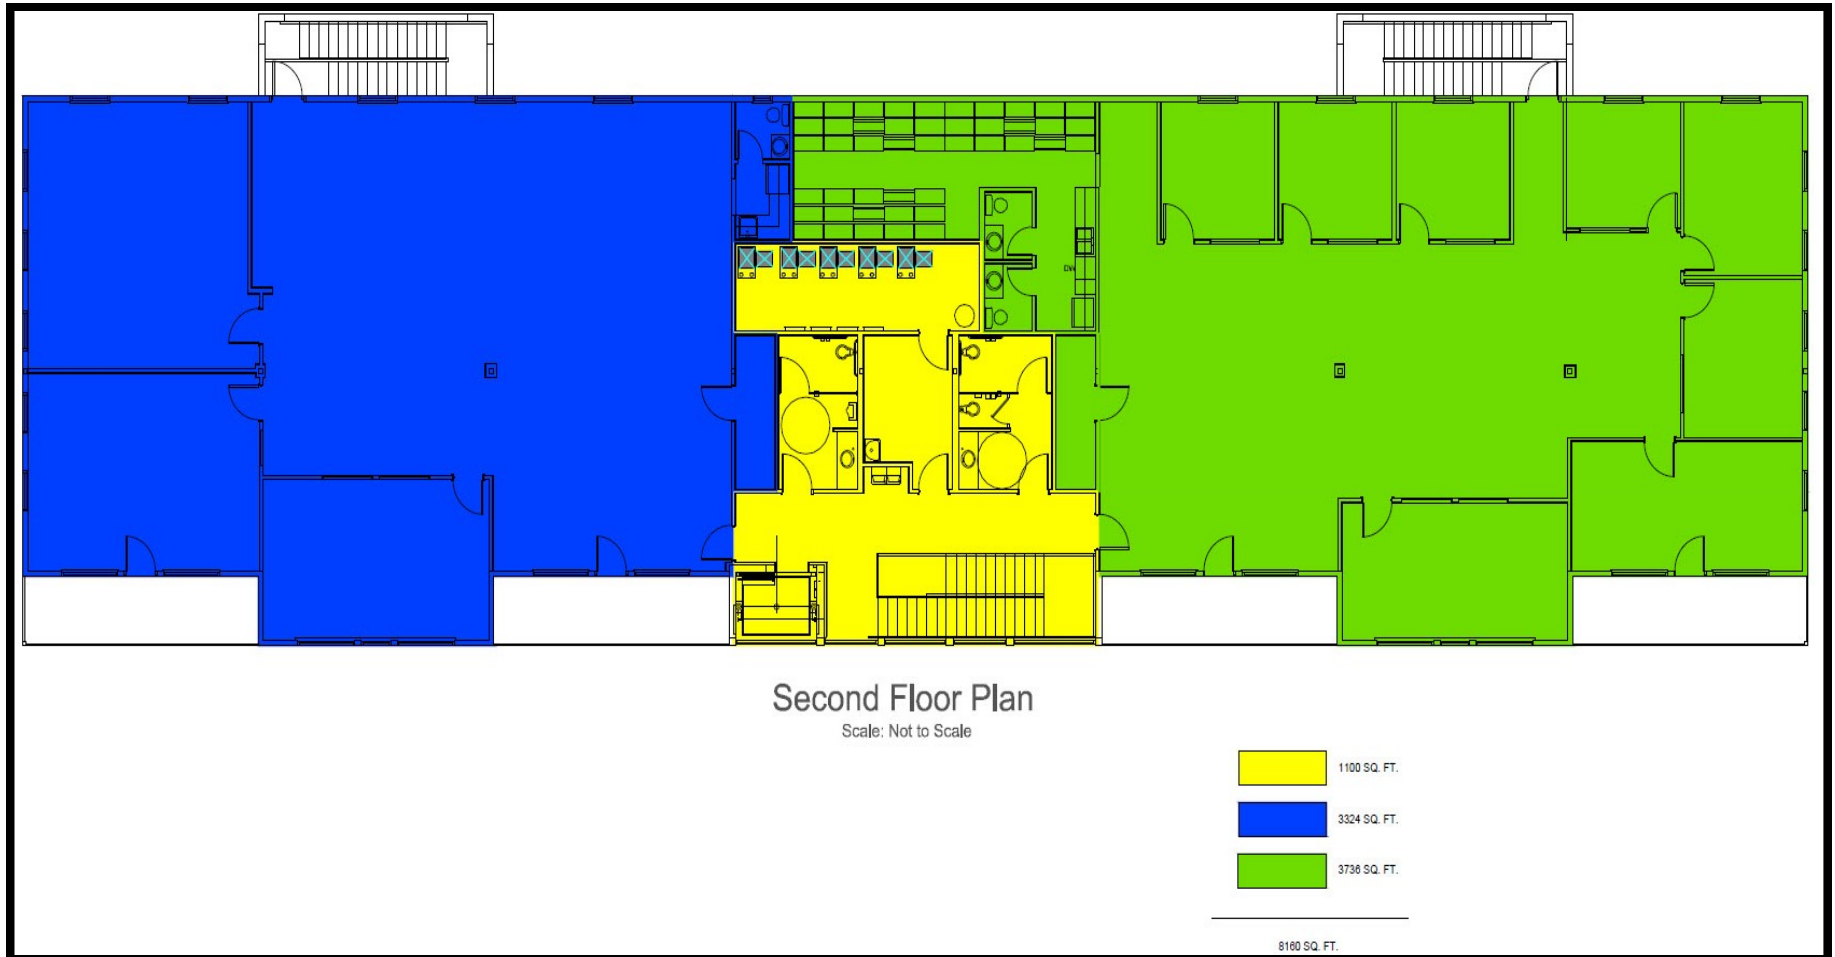 DW
Second Floor Plan
Scale: Not to Scale
1100 SQ. FT.
3324 SQ. FT.
3736 SQ. FT.
8160 SQ. FT.